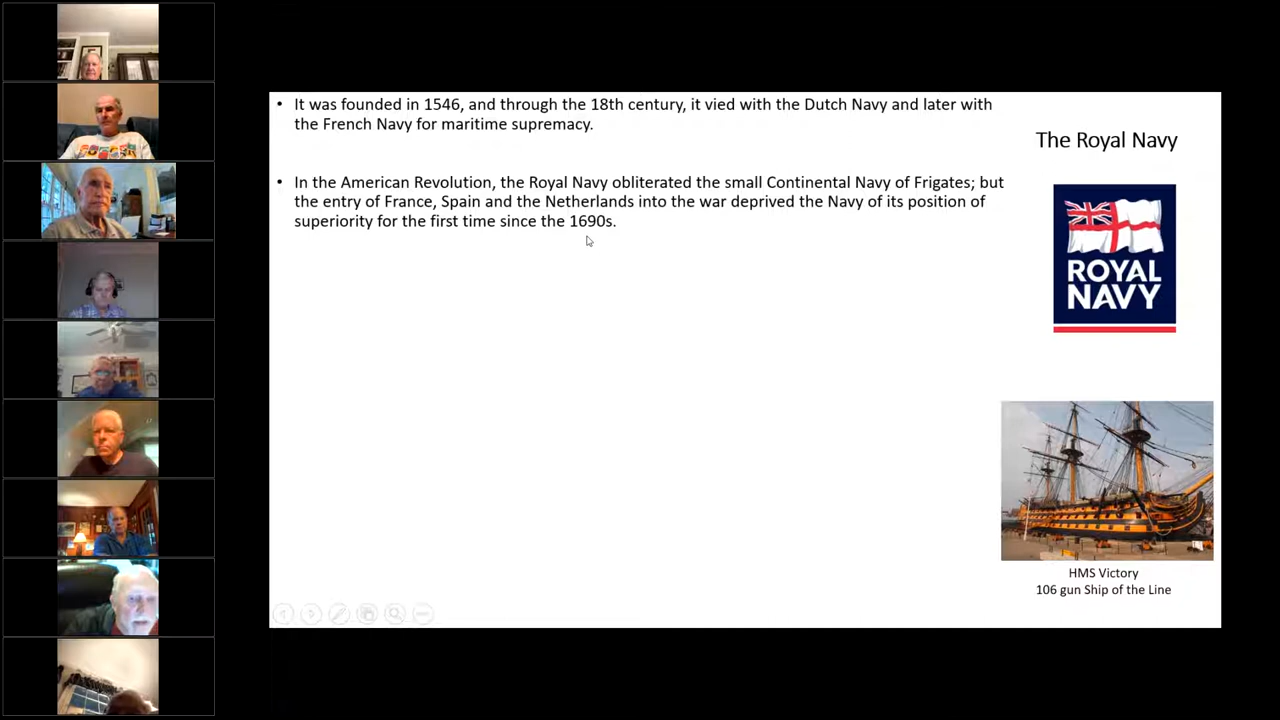 • It was founded in 1546, and through the 18th century, it vied with the Dutch Navy and later with
the French Navy for maritime supremacy.
• In the American Revolution, the Royal Navy obliterated the small Continental Navy of Frigates; but
the entry of France, Spain and the Netherlands into the war deprived the Navy of its position of
superiority for the first time since the 1690s.
The Royal Navy
ROYAL
NAVY
HMS Victory
106 gun Ship of the Line